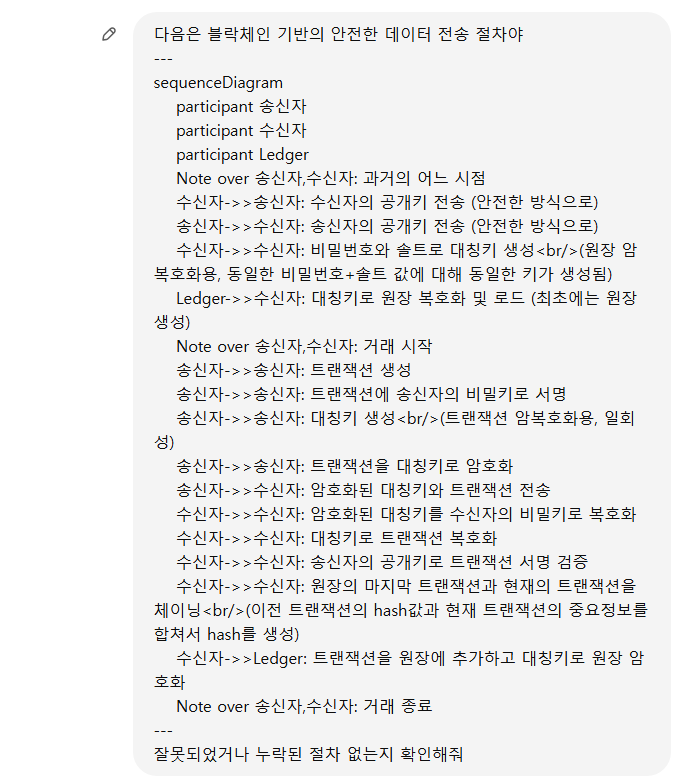 다음은 블락체인 기반의 안전한 데이터 전송 절차야
---
sequenceDiagram
participant 송신자
participant 수신자
participant Ledger
Note over 송신자,수신자: 과거의 어느 시점
수신자->>송신자: 수신자의 공개키 전송 (안전한 방식으로)
송신자->>수신자: 송신자의 공개키 전송 (안전한 방식으로)
수신자->>수신자: 비밀번호와 솔트로 대칭키 생성<br/>(원장 암
복호화용, 동일한 비밀번호+솔트 값에 대해 동일한 키가 생성됨)
Ledger->>수신자: 대칭키로 원장 복호화 및 로드 (최초에는 원장
생성)
Note over 송신자,수신자: 거래 시작
송신자->>송신자: 트랜잭션 생성
송신자->>송신자: 트랜잭션에 송신자의 비밀키로 서명
송신자->>송신자: 대칭키 생성<br/>(트랜잭션 암복호화용, 일회
성)
송신자->>송신자: 트랜잭션을 대칭키로 암호화
송신자->>수신자: 암호화된 대칭키와 트랜잭션 전송
수신자->>수신자: 암호화된 대칭키를 수신자의 비밀키로 복호화
수신자->>수신자: 대칭키로 트랜잭션 복호화
수신자->>수신자: 송신자의 공개키로 트랜잭션 서명 검증
수신자->>수신자: 원장의 마지막 트랜잭션과 현재의 트랜잭션을
체이닝<br/>(이전 트랜잭션의 hash값과 현재 트랜잭션의 중요정보를
합쳐서 hash를 생성)
수신자->>Ledger: 트랜잭션을 원장에 추가하고 대칭키로 원장 암
호화
Note over 송신자,수신자: 거래 종료
---
잘못되었거나 누락된 절차 없는지 확인해줘